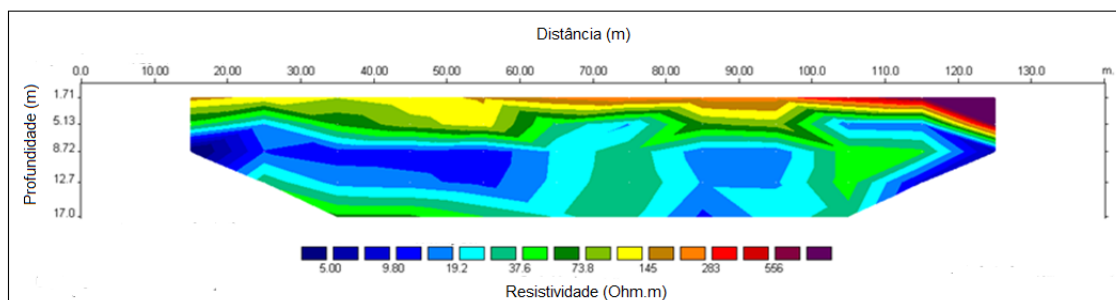 Distância (m)
0.0 10.00 20.00 30.00 40.00 50.00 60.00 70.00 80.00 90.00 100.0 110.0 120.0 130.0 m.
Profundidade (m)
1.71
5.13
8.72
12.7
17.0
5.00 9.80 19.2 37.6 73.8 145 283 556
Resistividade (Ohm.m)